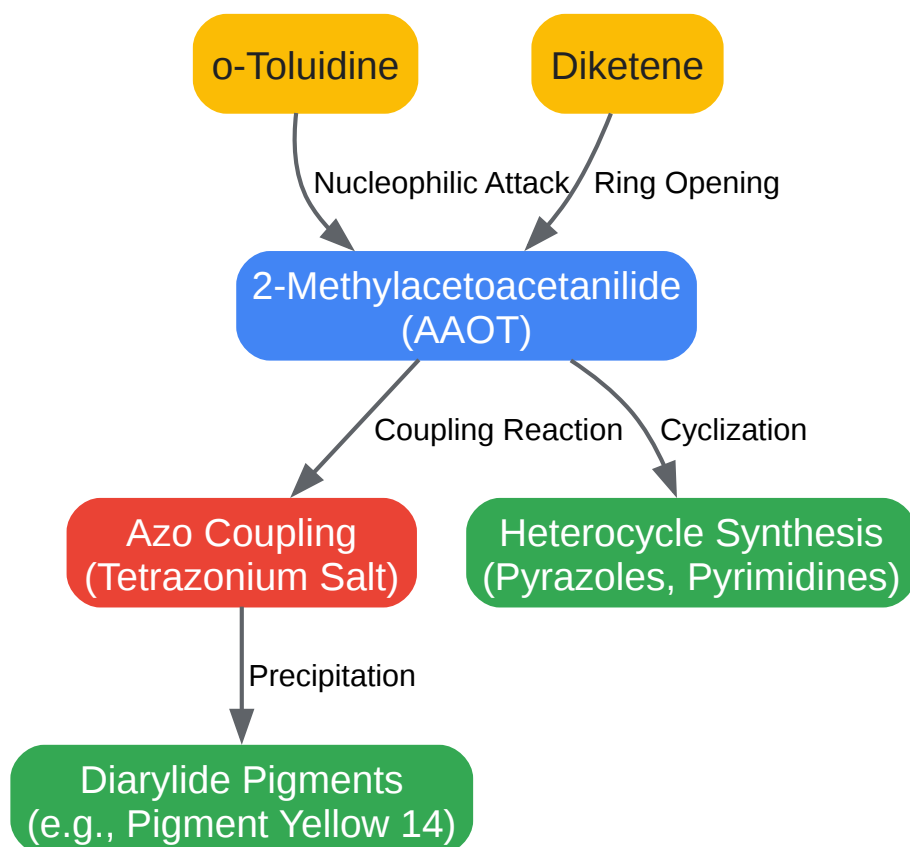 o-Toluidine
Diketene
Nucleophilic Attack
Ring Opening
2-Methylacetoacetanilide
(AAOT)
Coupling Reaction
Cyclization
Azo Coupling
(Tetrazonium Salt)
Heterocycle Synthesis
(Pyrazoles, Pyrimidines)
Precipitation
Diarylide Pigments
(e.g., Pigment Yellow 14)